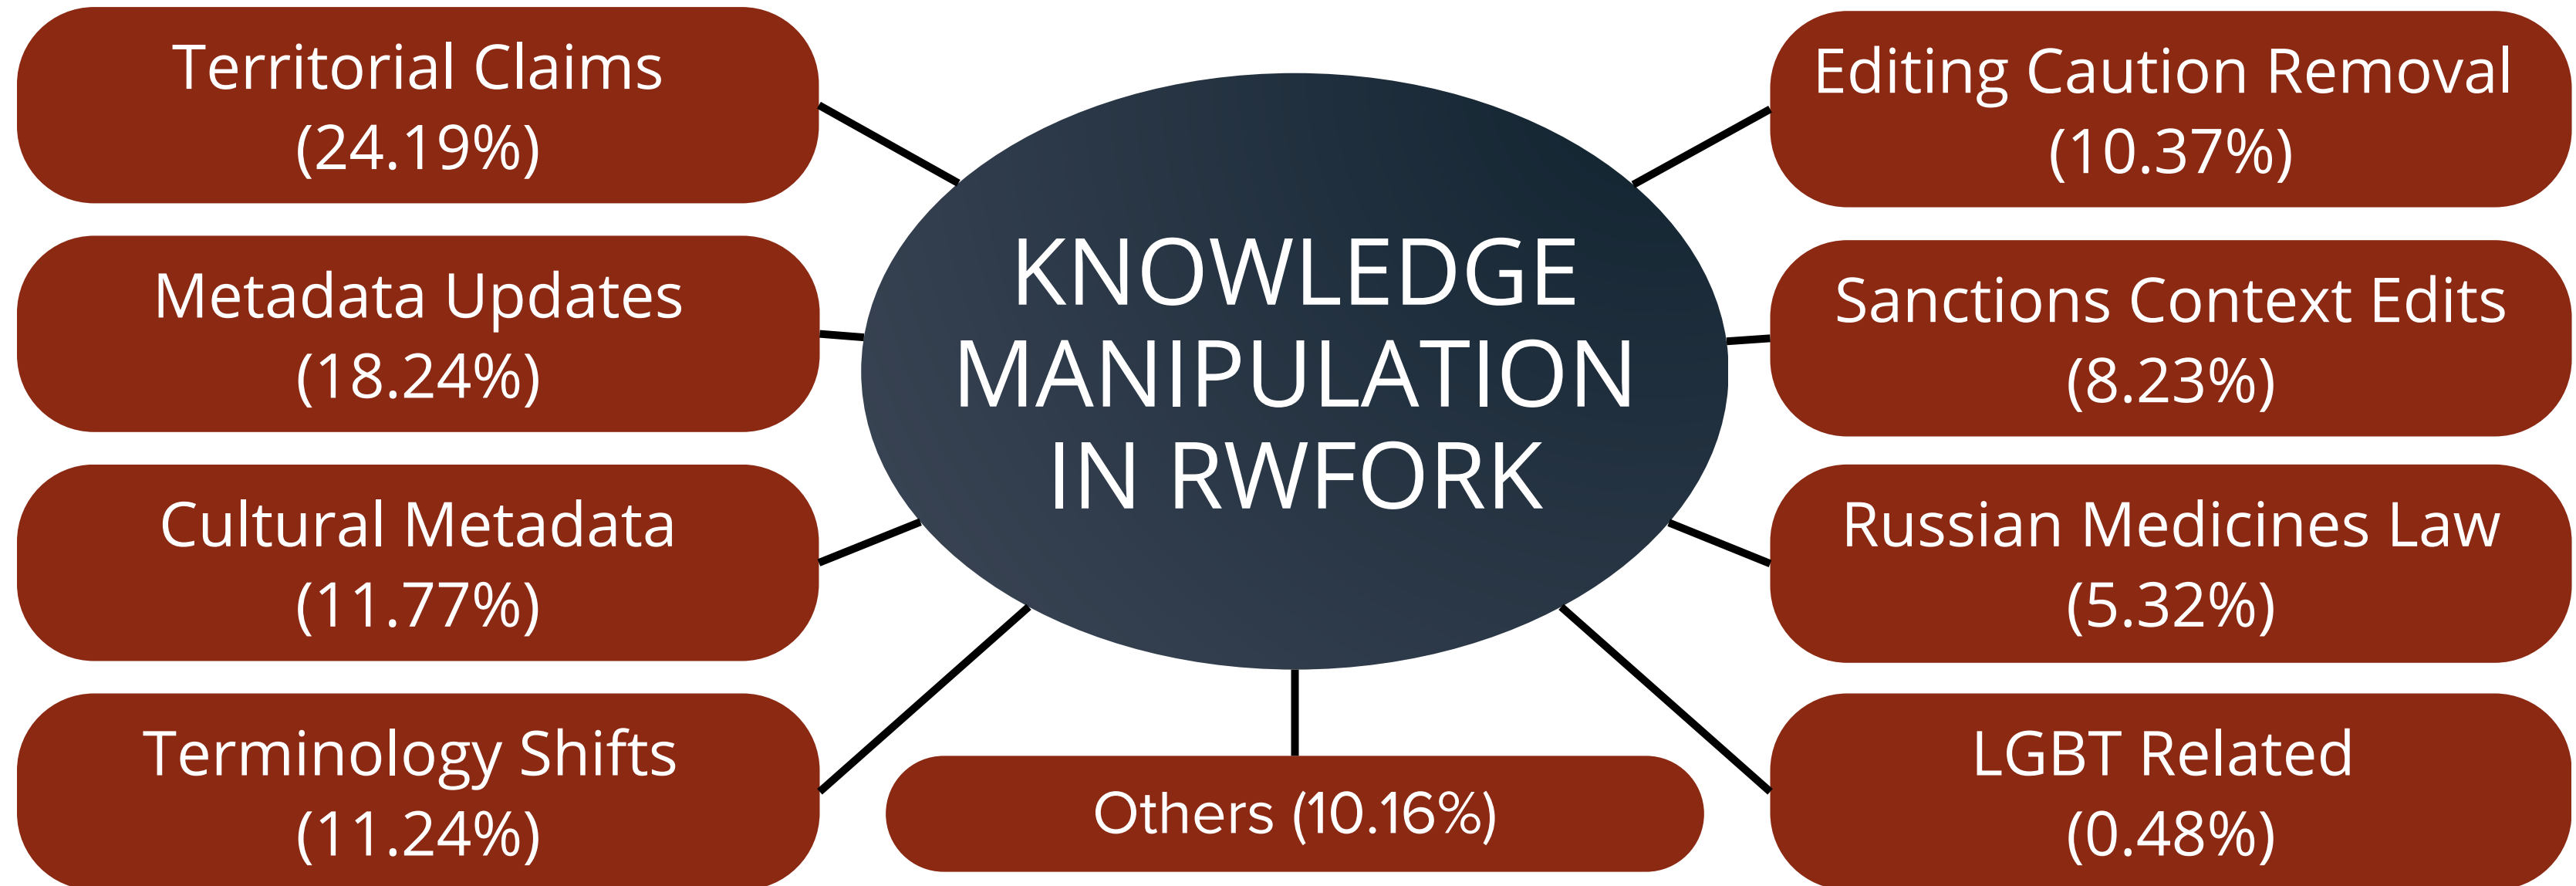 Territorial Claims
(24.19%)
Metadata Updates
(18.24%)
Cultural Metadata
(11.77%)
Terminology Shifts
(11.24%)
KNOWLEDGE
MANIPULATION
IN RWFORK
Others (10.16%)
Editing Caution Removal
(10.37%)
Sanctions Context Edits
(8.23%)
Russian Medicines Law
(5.32%)
LGBT Related
(0.48%)